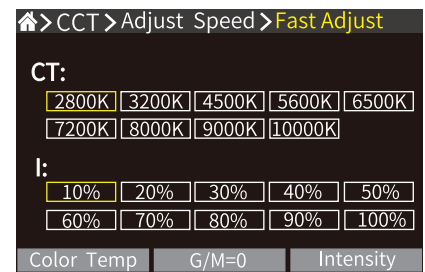 >CCT>Adjust Speed>Fast Adjust
CT:
2800K 3200K 4500K 5600K 6500K
7200K 8000K 9000K 10000K
I:
10% 20% 30% 40% 50%
60% 70% 80% 90% 100%
Color Temp G/M=0 Intensity